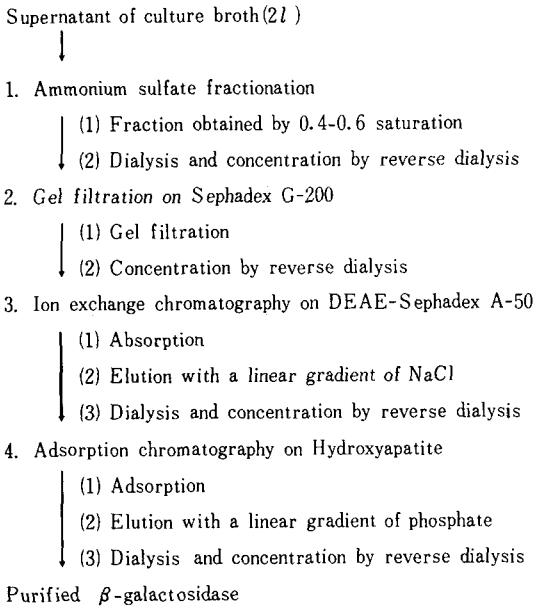 Supernatant of culture broth(2l )
1. Ammonium sulfate fractionation
(1) Fraction obtained by 0.4-0.6 saturation
(2) Dialysis and concentration by reverse dialysis
2. Gel filtration on Sephadex G-200
(1) Gel filtration
(2) Concentration by reverse dialysis
3. Ion exchange chromatography on DEAE-Sephadex A-50
(1) Absorption
(2) Elution with a linear gradient of NaCl
(3) Dialysis and concentration by reverse dialysis
4. Adsorption chromatography on Hydroxyapatite
(1) Adsorption
(2) Elution with a linear gradient of phosphate
(3) Dialysis and concentration by reverse dialysis
Purified β-galactosidase